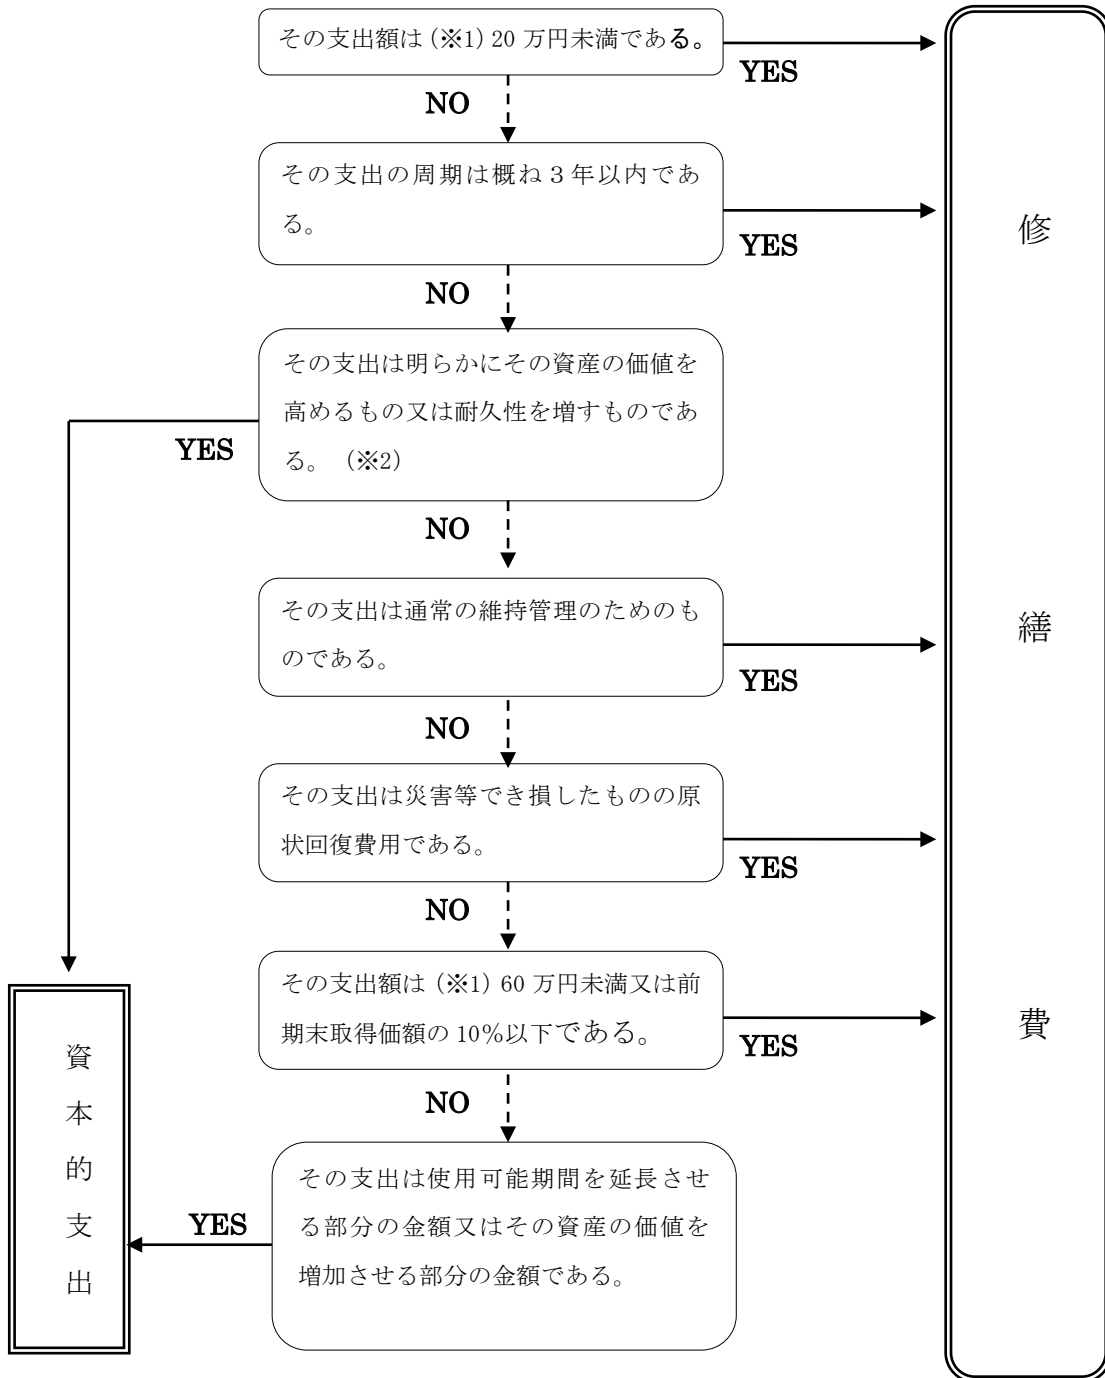 その支出額は(※1)20 万円未満である。
YES
NO
その支出の周期は概ね３年以内であ
る。
YES
NO
その支出は明らかにその資産の価値を
高めるもの又は耐久性を増すものであ
る。（※2）
YES
NO
その支出は通常の維持管理のためのも
のである。
YES
NO
その支出は災害等でき損したものの原
状回復費用である。
YES
NO
その支出額は(※1)60 万円未満又は前
期末取得価額の 10%以下である。
YES
NO
その支出は使用可能期間を延長させ
る部分の金額又はその資産の価値を
増加させる部分の金額である。
YES
資
本
的
支
出
修
繕
費